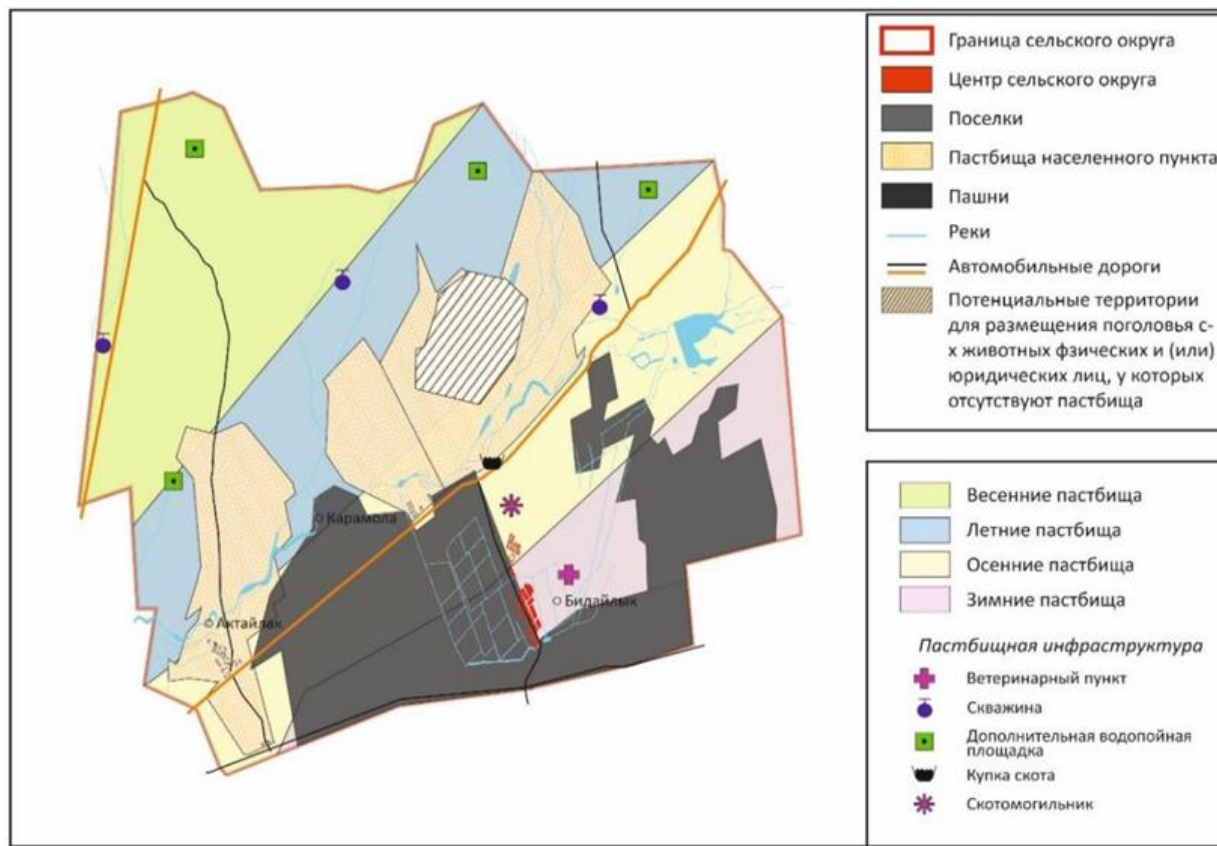 Карамола
Актайлак
Бидайлык
Граница сельского округа
Центр сельского округа
Поселки
Пастбища населенного пункта
Пашни
Реки
Автомобильные дороги
Потенциальные территории
для размещения поголовья с-
х животных фзических и (или)
юридических лиц, у которых
отсутствуют пастбища
Весенние пастбища
Летние пастбища
Осенние пастбища
Зимние пастбища
Пастбищная инфраструктура
Ветеринарный пункт
Скважина
Дополнительная водопойная
площадка
Купка скота
Скотомогильник